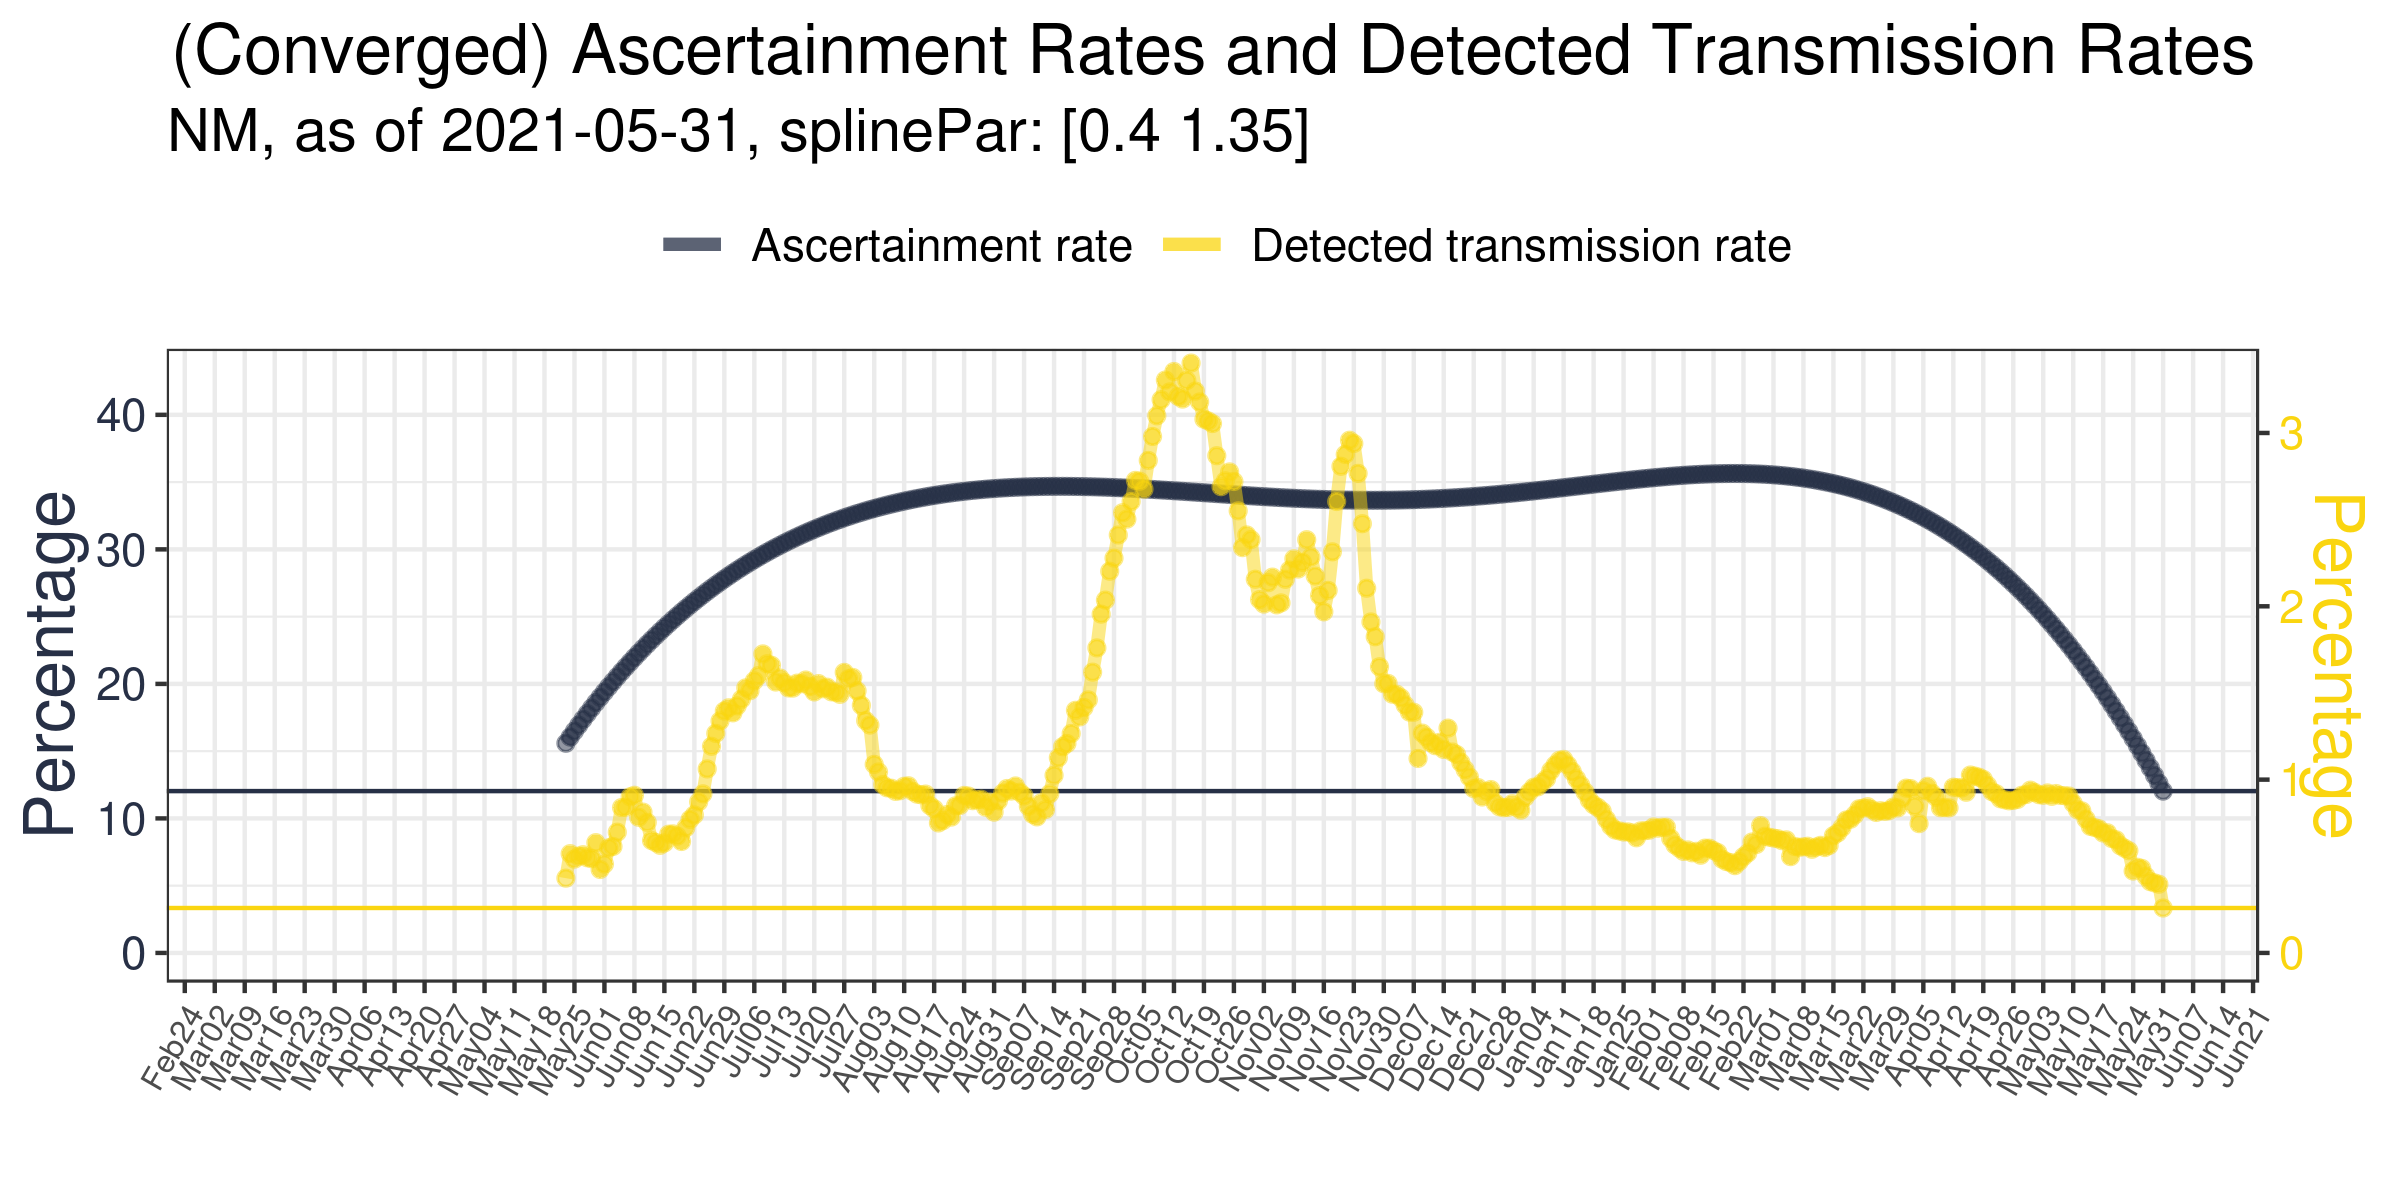 (Converged) Ascertainment Rates and Detected Transmission Rates
NM, as of 2021-05-31, splinePar: [0.4 1.35]
Ascertainment rate
Detected transmission rate
Percentage
40
30
20
10
0
3
2
1
0
Percentage
Feb24
Mar02
Mar09
Mar16
Mar23
Mar30
Apr06
Apr13
Apr20
Apr27
May04
May11
May18
May25
Jun01
Jun08
Jun15
Jun22
Jun29
Jul06
Jul13
Jul20
Jul27
Aug03
Aug10
Aug17
Aug24
Aug31
Sep07
Sep14
Sep21
Sep28
Oct05
Oct12
Oct19
Oct26
Nov02
Nov09
Nov16
Nov23
Nov30
Dec07
Dec14
Dec21
Dec28
Jan04
Jan11
Jan18
Jan25
Feb01
Feb08
Feb15
Feb22
Mar01
Mar08
Mar15
Mar22
Mar29
Apr05
Apr12
Apr19
Apr26
May03
May10
May17
May24
May31
Jun07
Jun14
Jun21